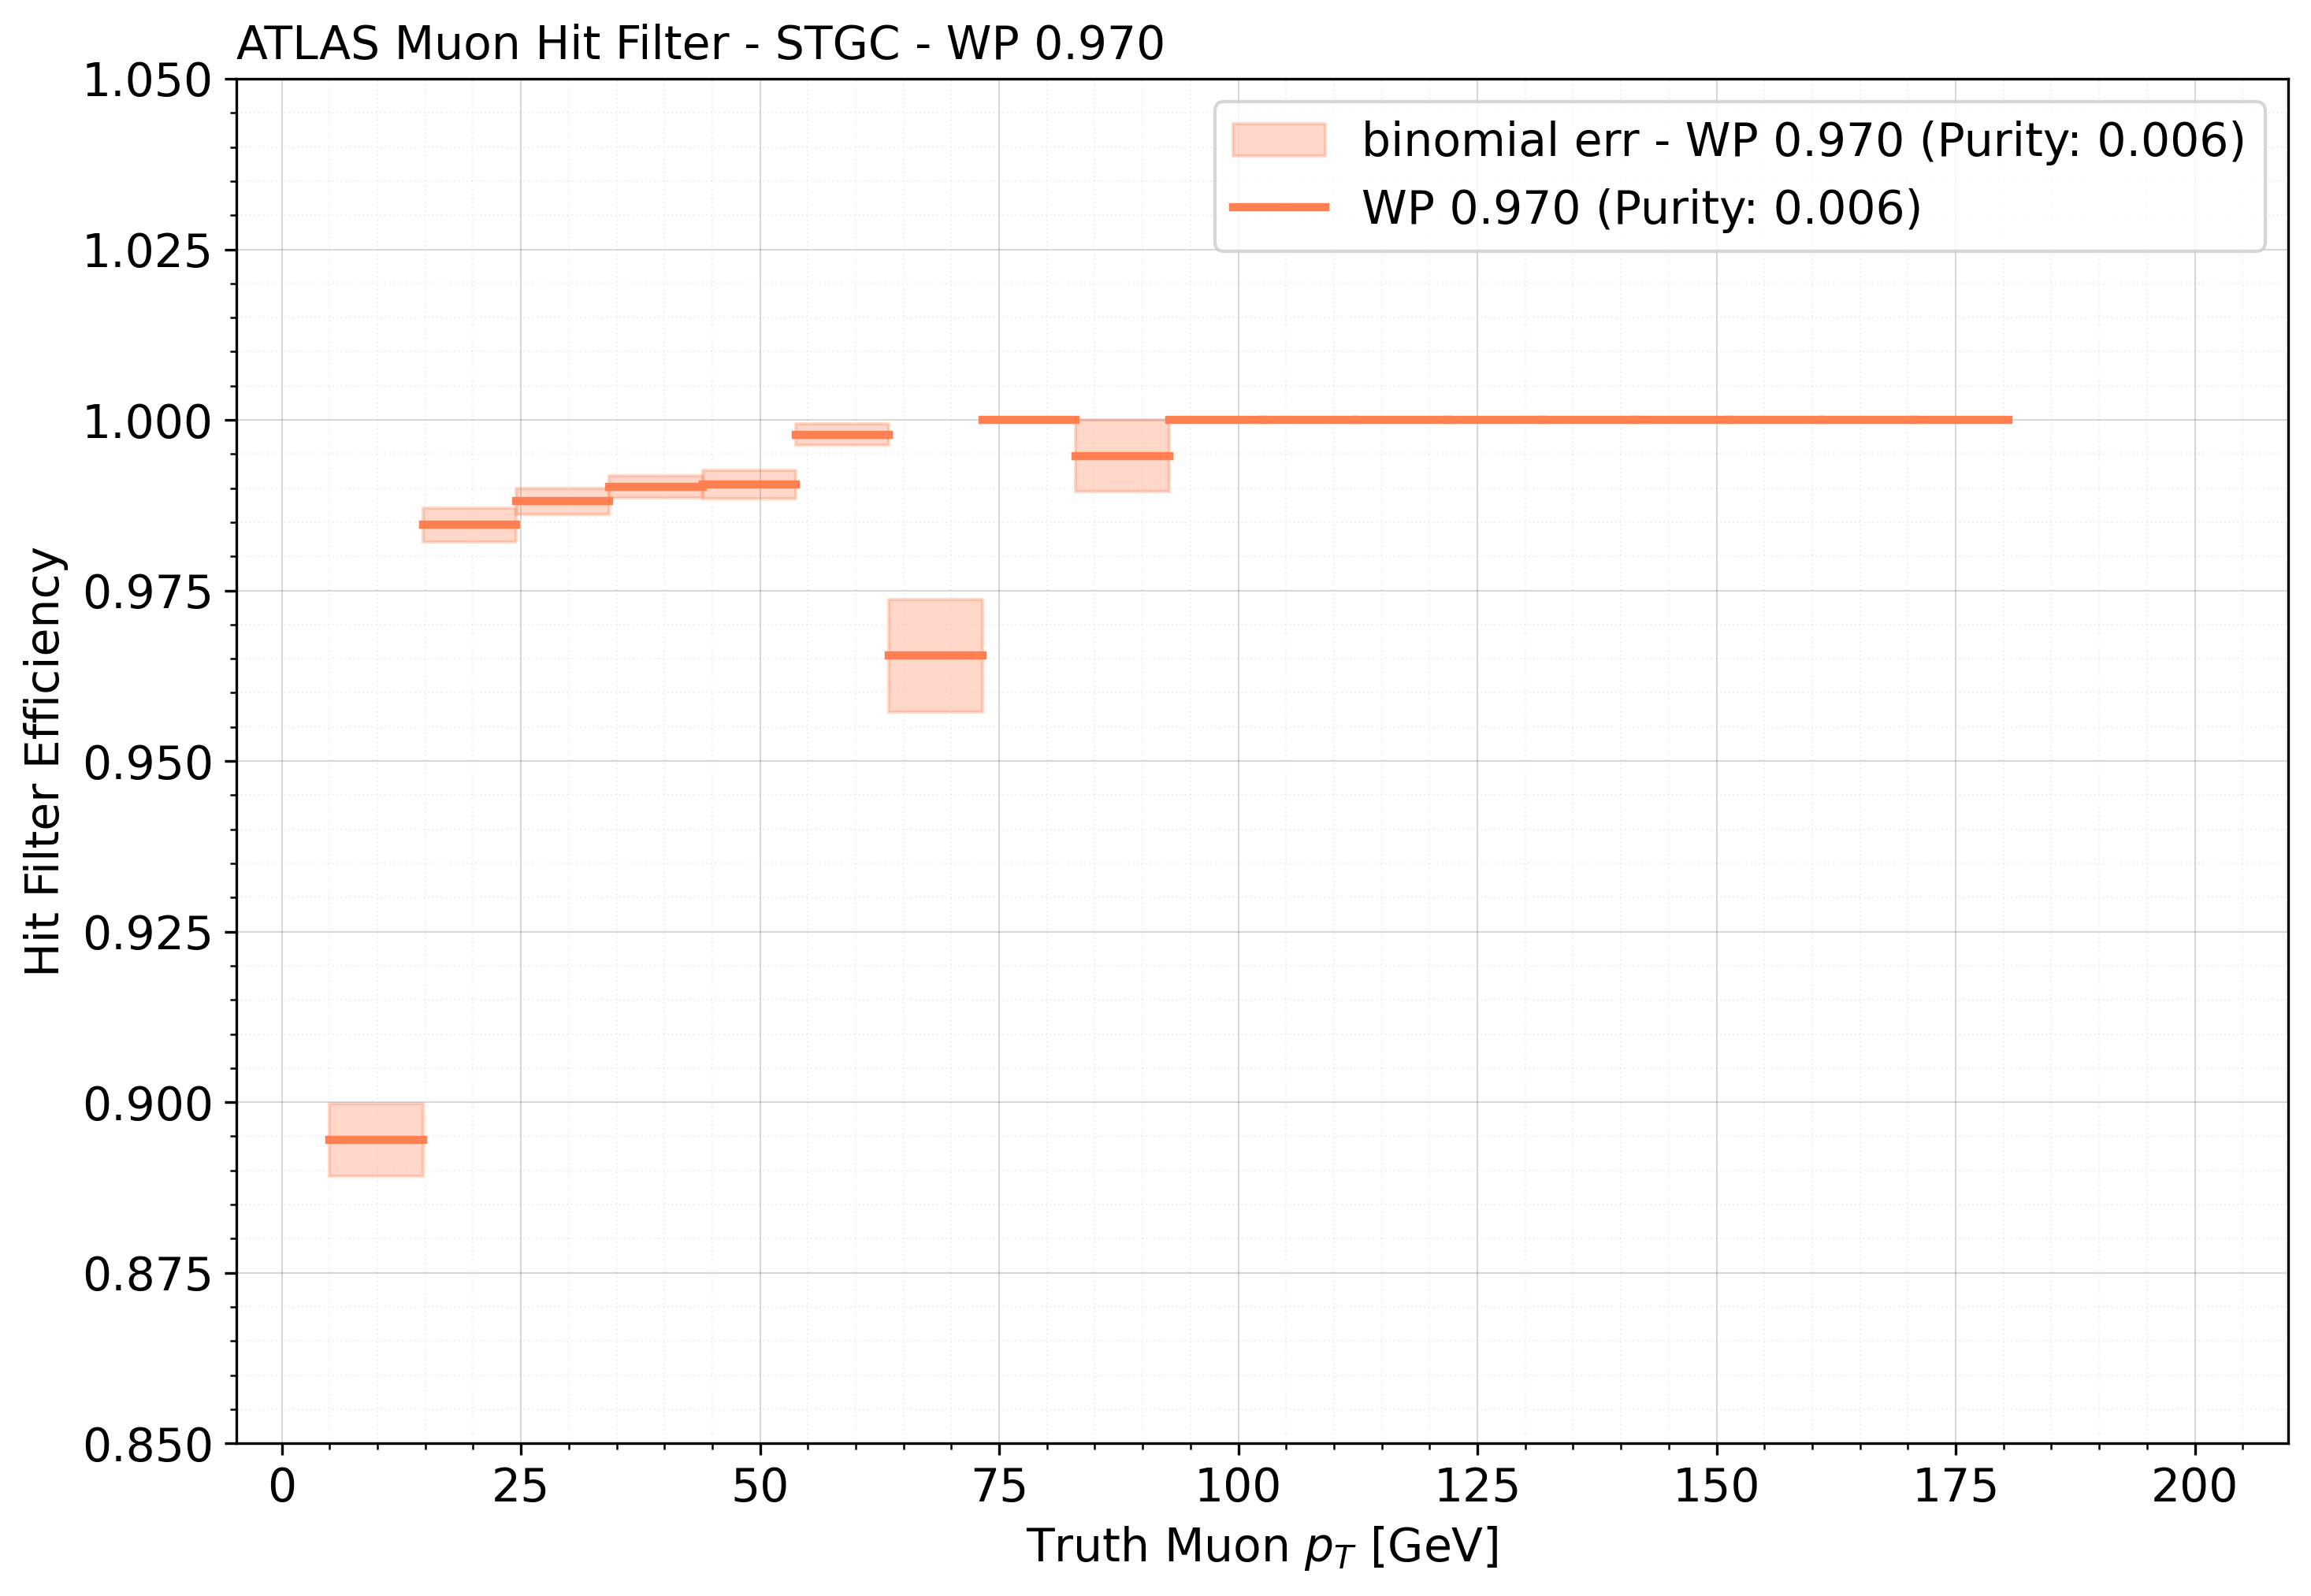 ATLAS Muon Hit Filter - STGC - WP 0.970
1.050
1.025
1.000
0.975
0.950
0.925
0.900
0.875
0.850
Hit Filter Efficiency
binomial err - WP 0.970 (Purity: 0.006)
WP 0.970 (Purity: 0.006)
0 25 50 75 100 125 150 175 200
Truth Muon p_T [GeV]